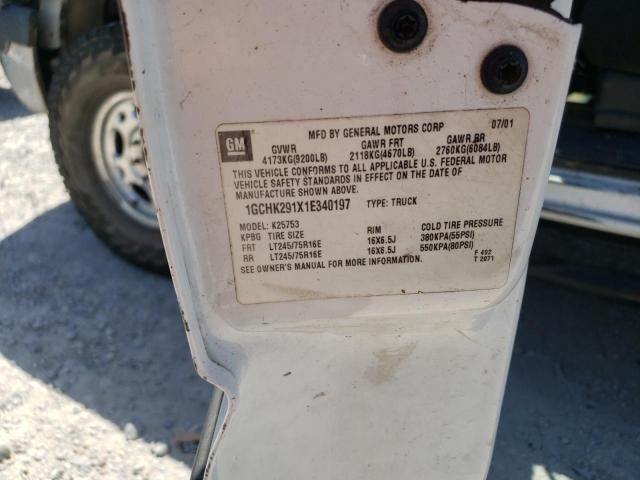 MFD BY GENERAL MOTORS CORP 07/01
GM
GVWR GAWR FRT GAWR RR
4173KG(9200LB) 2118KG(4670LB) 2760KG(6084LB)
THIS VEHICLE CONFORMS TO ALL APPLICABLE U.S. FEDERAL MOTOR
VEHICLE SAFETY STANDARDS IN EFFECT ON THE DATE OF
MANUFACTURE SHOWN ABOVE.
1GCHK291X1E340197 TYPE: TRUCK
MODEL: K25753
KPBG TIRE SIZE RIM COLD TIRE PRESSURE
FRT LT245/75R16E 16X6.5J 380KPA(55PSI)
RR LT245/75R16E 16X6.5J 550KPA(80PSI)
SEE OWNER'S MANUAL FOR MORE INFORMATION.
F 492
T 2071